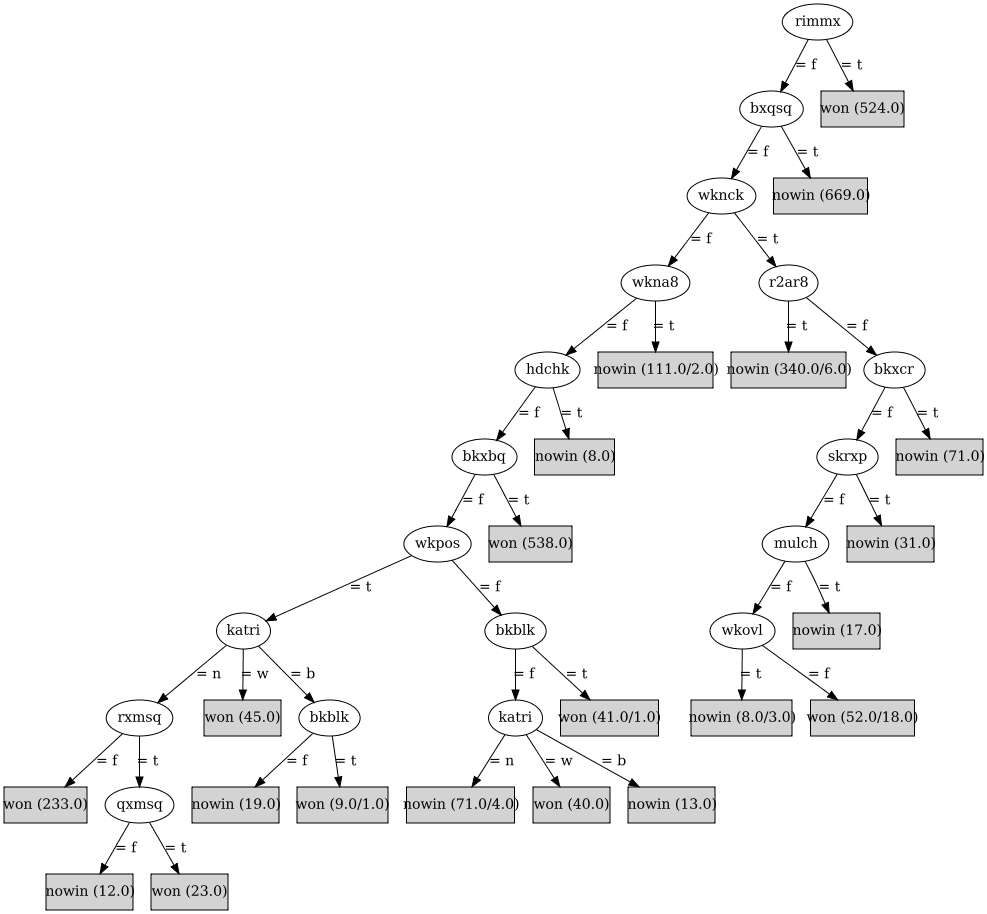 rimmx
= f
= t
bxqsq
won (524.0)
= f
= t
wknck
nowin (669.0)
= f
= t
wkna8
r2ar8
= f
= t
= t
= f
hdchk
nowin (111.0/2.0)
nowin (340.0/6.0)
bkxcr
= f
= t
= f
= t
bkxbq
nowin (8.0)
skrxp
nowin (71.0)
= f
= t
= f
= t
wkpos
won (538.0)
mulch
nowin (31.0)
= t
= f
= f
= t
katri
bkblk
wkovl
nowin (17.0)
= n
= w
= b
= f
= t
= t
= f
rxmsq
won (45.0)
bkblk
katri
won (41.0/1.0)
nowin (8.0/3.0)
won (52.0/18.0)
= f
= t
= f
= t
= n
= w
= b
won (233.0)
qxmsq
nowin (19.0)
won (9.0/1.0)
nowin (71.0/4.0)
won (40.0)
nowin (13.0)
= f
= t
nowin (12.0)
won (23.0)